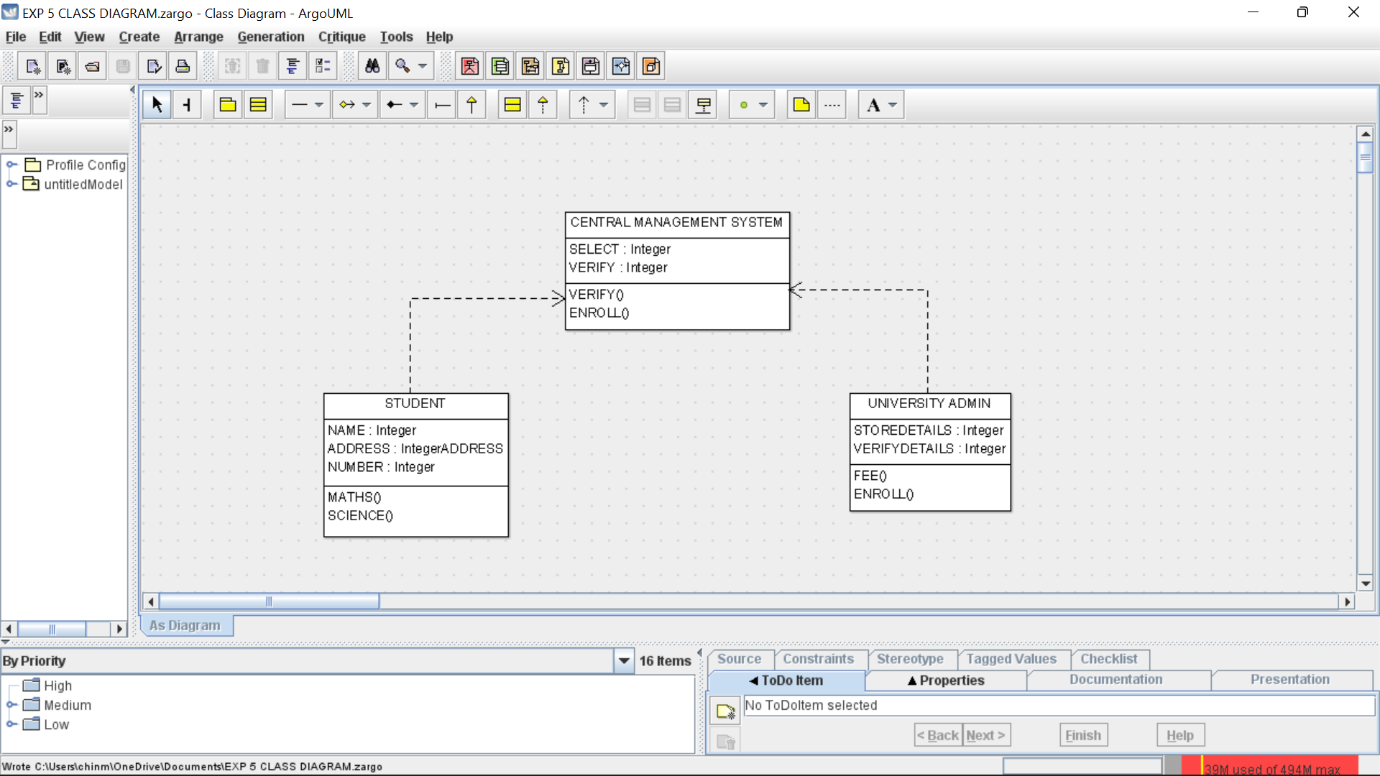 EXP 5 CLASS DIAGRAM.zargo - Class Diagram - ArgoUML
File Edit View Create Arrange Generation Critique Tools Help
A
Profile Config
untitledModel
CENTRAL MANAGEMENT SYSTEM
SELECT : Integer
VERIFY : Integer
VERIFY()
ENROLL()
STUDENT
NAME : Integer
ADDRESS : IntegerADDRESS
NUMBER : Integer
MATHS()
SCIENCE()
UNIVERSITY ADMIN
STOREDETAILS : Integer
VERIFYDETAILS : Integer
FEE()
ENROLL()
As Diagram
By Priority
16 Items
High
Medium
Low
Source Constraints Stereotype Tagged Values Checklist
ToDo Item Properties Documentation Presentation
No ToDoItem selected
< Back Next > Finish Help
Wrote C:\Users\chinm\OneDrive\Documents\EXP 5 CLASS DIAGRAM.zargo
39M used of 494M max